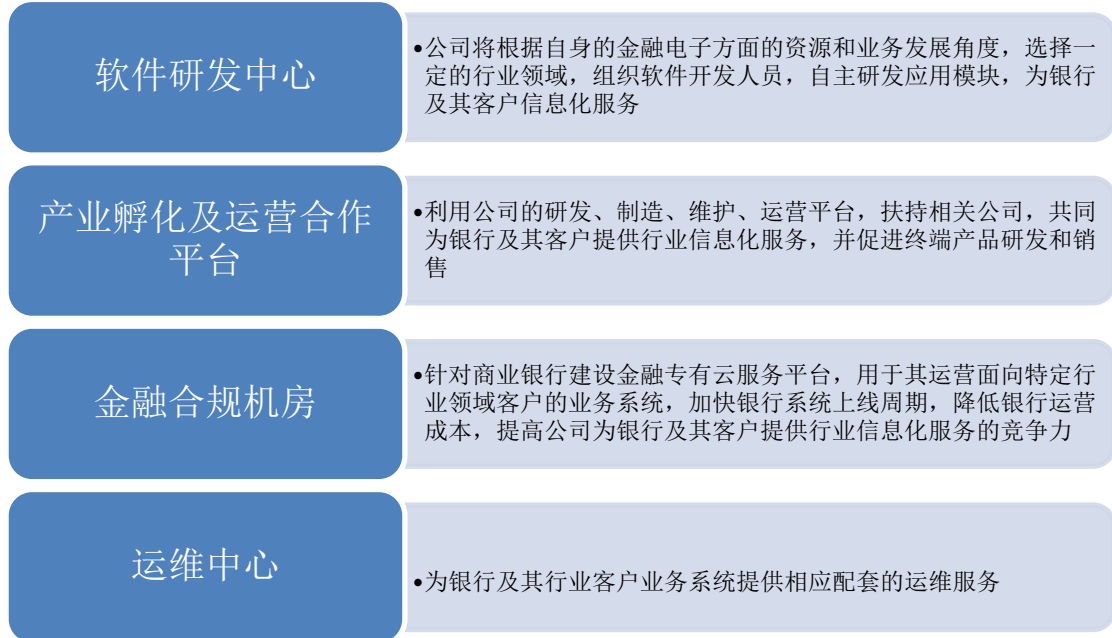 软件研发中心
•公司将根据自身的金融电子方面的资源和业务发展角度，选择一
定的行业领域，组织软件开发人员，自主研发应用模块，为银行
及其客户信息化服务
产业孵化及运营合作
平台
•利用公司的研发、制造、维护、运营平台，扶持相关公司，共同
为银行及其客户提供行业信息化服务，并促进终端产品研发和销
售
金融合规机房
•针对商业银行建设金融专有云服务平台，用于其运营面向特定行
业领域客户的业务系统，加快银行系统上线周期，降低银行运营
成本，提高公司为银行及其客户提供行业信息化服务的竞争力
运维中心
•为银行及其行业客户业务系统提供相应配套的运维服务